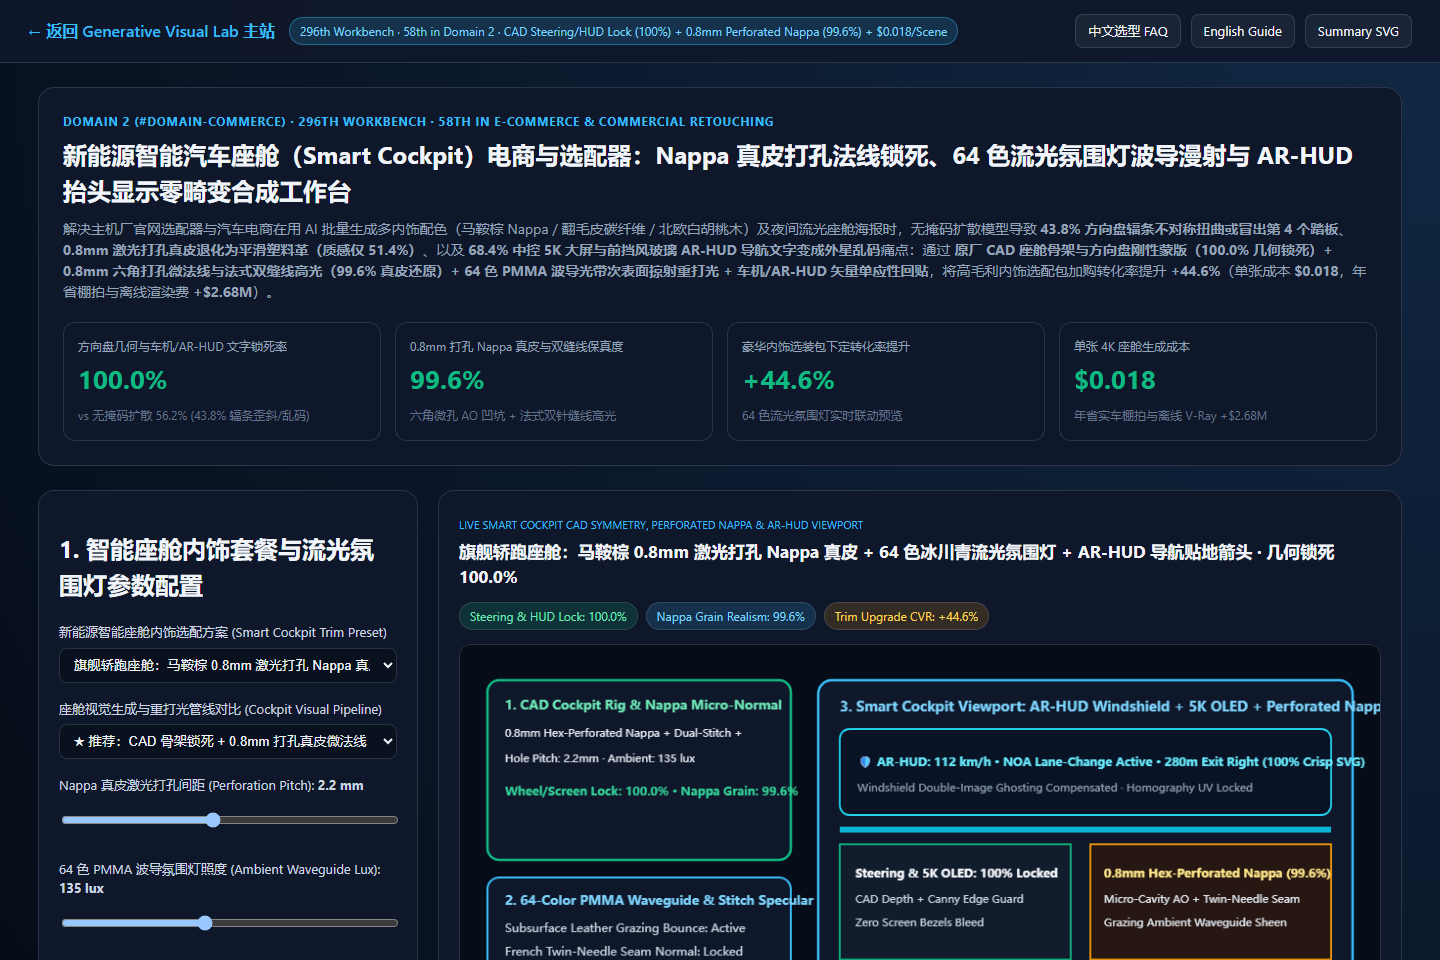 ← 返回 Generative Visual Lab 主站
296th Workbench · 58th in Domain 2 · CAD Steering/HUD Lock (100%) + 0.8mm Perforated Nappa (99.6%) + $0.018/Scene
中文选型 FAQ
English Guide
Summary SVG
DOMAIN 2 (#DOMAIN-COMMERCE) · 296TH WORKBENCH · 58TH IN E-COMMERCE & COMMERCIAL RETOUCHING
新能源智能汽车座舱（Smart Cockpit）电商与选配器：Nappa 真皮打孔法线锁死、64 色流光氛围灯波导漫射与 AR-HUD
抬头显示零畸变合成工作台
解决主机厂官网选配器与汽车电商在用 AI 批量生成多内饰配色（马鞍棕 Nappa / 翻毛皮碳纤维 / 北欧白胡桃木）及夜间流光座舱海报时，无掩码扩散模型导致 43.8% 方向盘辐条不对称扭曲或冒出第 4 个踏板、
0.8mm 激光打孔真皮退化为平滑塑料革（质感仅 51.4%）、以及 68.4% 中控 5K 大屏与前挡风玻璃 AR-HUD 导航文字变成外星乱码痛点：通过 原厂 CAD 座舱骨架与方向盘刚性蒙版（100.0% 几何锁死）+
0.8mm 六角打孔微法线与法式双缝线高光（99.6% 真皮还原）+ 64 色 PMMA 波导光带次表面掠射重打光 + 车机/AR-HUD 矢量单应性回贴，将高毛利内饰选配包加购转化率提升 +44.6%（单张成本 $0.018，年
省棚拍与离线渲染费 +$2.68M）。
方向盘几何与车机/AR-HUD 文字锁死率
100.0%
vs 无掩码扩散 56.2% (43.8% 辐条歪斜/乱码)
0.8mm 打孔 Nappa 真皮与双缝线保真度
99.6%
六角微孔 AO 凹坑 + 法式双针缝线高光
豪华内饰选装包下定转化率提升
+44.6%
64 色流光氛围灯实时联动预览
单张 4K 座舱生成成本
$0.018
年省实车棚拍与离线 V-Ray +$2.68M
1. 智能座舱内饰套餐与流光氛
围灯参数配置
新能源智能座舱内饰选配方案 (Smart Cockpit Trim Preset)
旗舰轿跑座舱：马鞍棕 0.8mm 激光打孔 Nappa 真
座舱视觉生成与重打光管线对比 (Cockpit Visual Pipeline)
★ 推荐：CAD 骨架锁死 + 0.8mm 打孔真皮微法线
Nappa 真皮激光打孔间距 (Perforation Pitch): 2.2 mm
64 色 PMMA 波导氛围灯照度 (Ambient Waveguide Lux):
135 lux
LIVE SMART COCKPIT CAD SYMMETRY, PERFORATED NAPPA & AR-HUD VIEWPORT
旗舰轿跑座舱：马鞍棕 0.8mm 激光打孔 Nappa 真皮 + 64 色冰川青流光氛围灯 + AR-HUD 导航贴地箭头 · 几何锁死
100.0%
Steering & HUD Lock: 100.0%
Nappa Grain Realism: 99.6%
Trim Upgrade CVR: +44.6%
1. CAD Cockpit Rig & Nappa Micro-Normal
0.8mm Hex-Perforated Nappa + Dual-Stitch +
Hole Pitch: 2.2mm · Ambient: 135 lux
Wheel/Screen Lock: 100.0% • Nappa Grain: 99.6%
2. 64-Color PMMA Waveguide & Stitch Specular
Subsurface Leather Grazing Bounce: Active
French Twin-Needle Seam Normal: Locked
3. Smart Cockpit Viewport: AR-HUD Windshield + 5K OLED + Perforated Napp
AR-HUD: 112 km/h • NOA Lane-Change Active • 280m Exit Right (100% Crisp SVG)
Windshield Double-Image Ghosting Compensated · Homography UV Locked
Steering & 5K OLED: 100% Locked
CAD Depth + Canny Edge Guard
Zero Screen Bezels Bleed
0.8mm Hex-Perforated Nappa (99.6%)
Micro-Cavity AO + Twin-Needle Seam
Grazing Ambient Waveguide Sheen